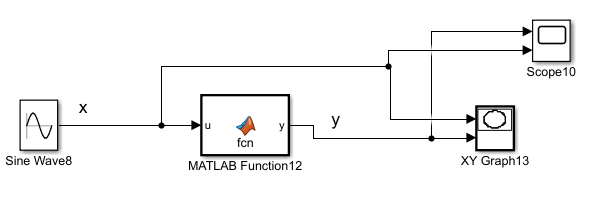 Scope10
x
y
u
y
fcn
Sine Wave8
MATLAB Function12
XY Graph13